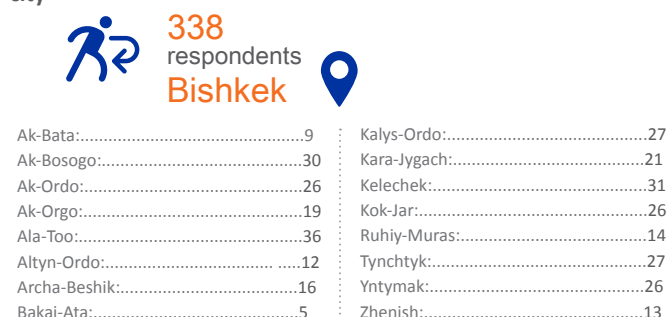 338
respondents
Bishkek
Ak-Bata:..................................................9
Ak-Bosogo:..............................................30
Ak-Ordo:..................................................26
Ak-Orgo:..................................................19
Ala-Too:...................................................36
Altyn-Ordo:..................................... .....12
Archa-Beshik:........................................16
Bakai-Ata:...............................................5
Kalys-Ordo:..............................................27
Kara-Jygach:............................................21
Kelechek:.................................................31
Kok-Jar:....................................................26
Ruhiy-Muras:..........................................14
Tynchtyk:.................................................27
Yntymak:.................................................26
Zhenish:...................................................13